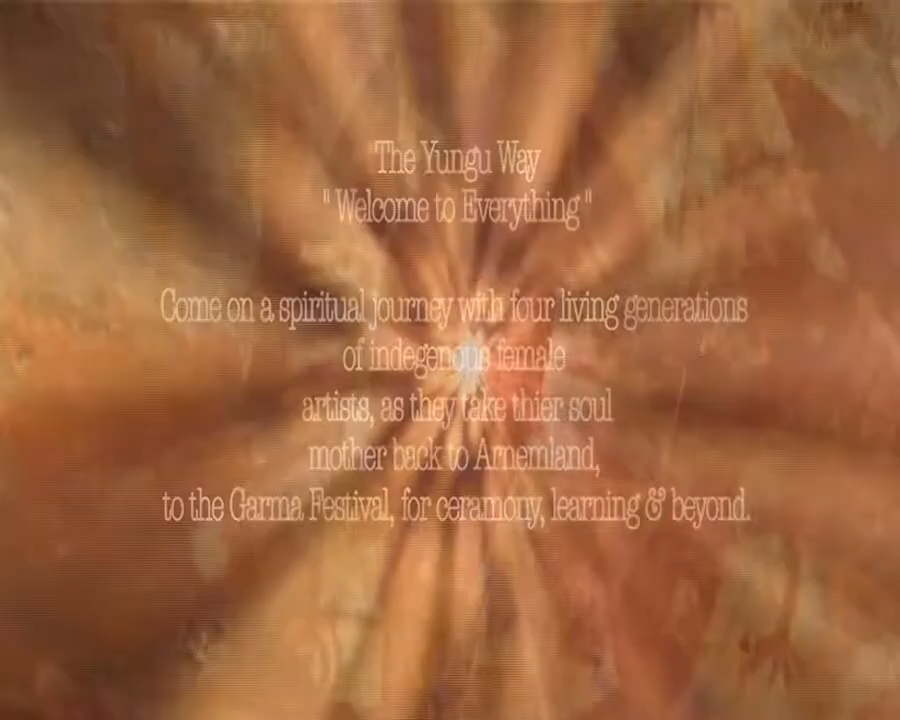 The Yungu Way
" Welcome to Everything "
Come on a spiritual journey with four living generations
of indegenous female
artists, as they take thier soul
mother back to Arnemland,
to the Garma Festival, for ceramony, learning & beyond.